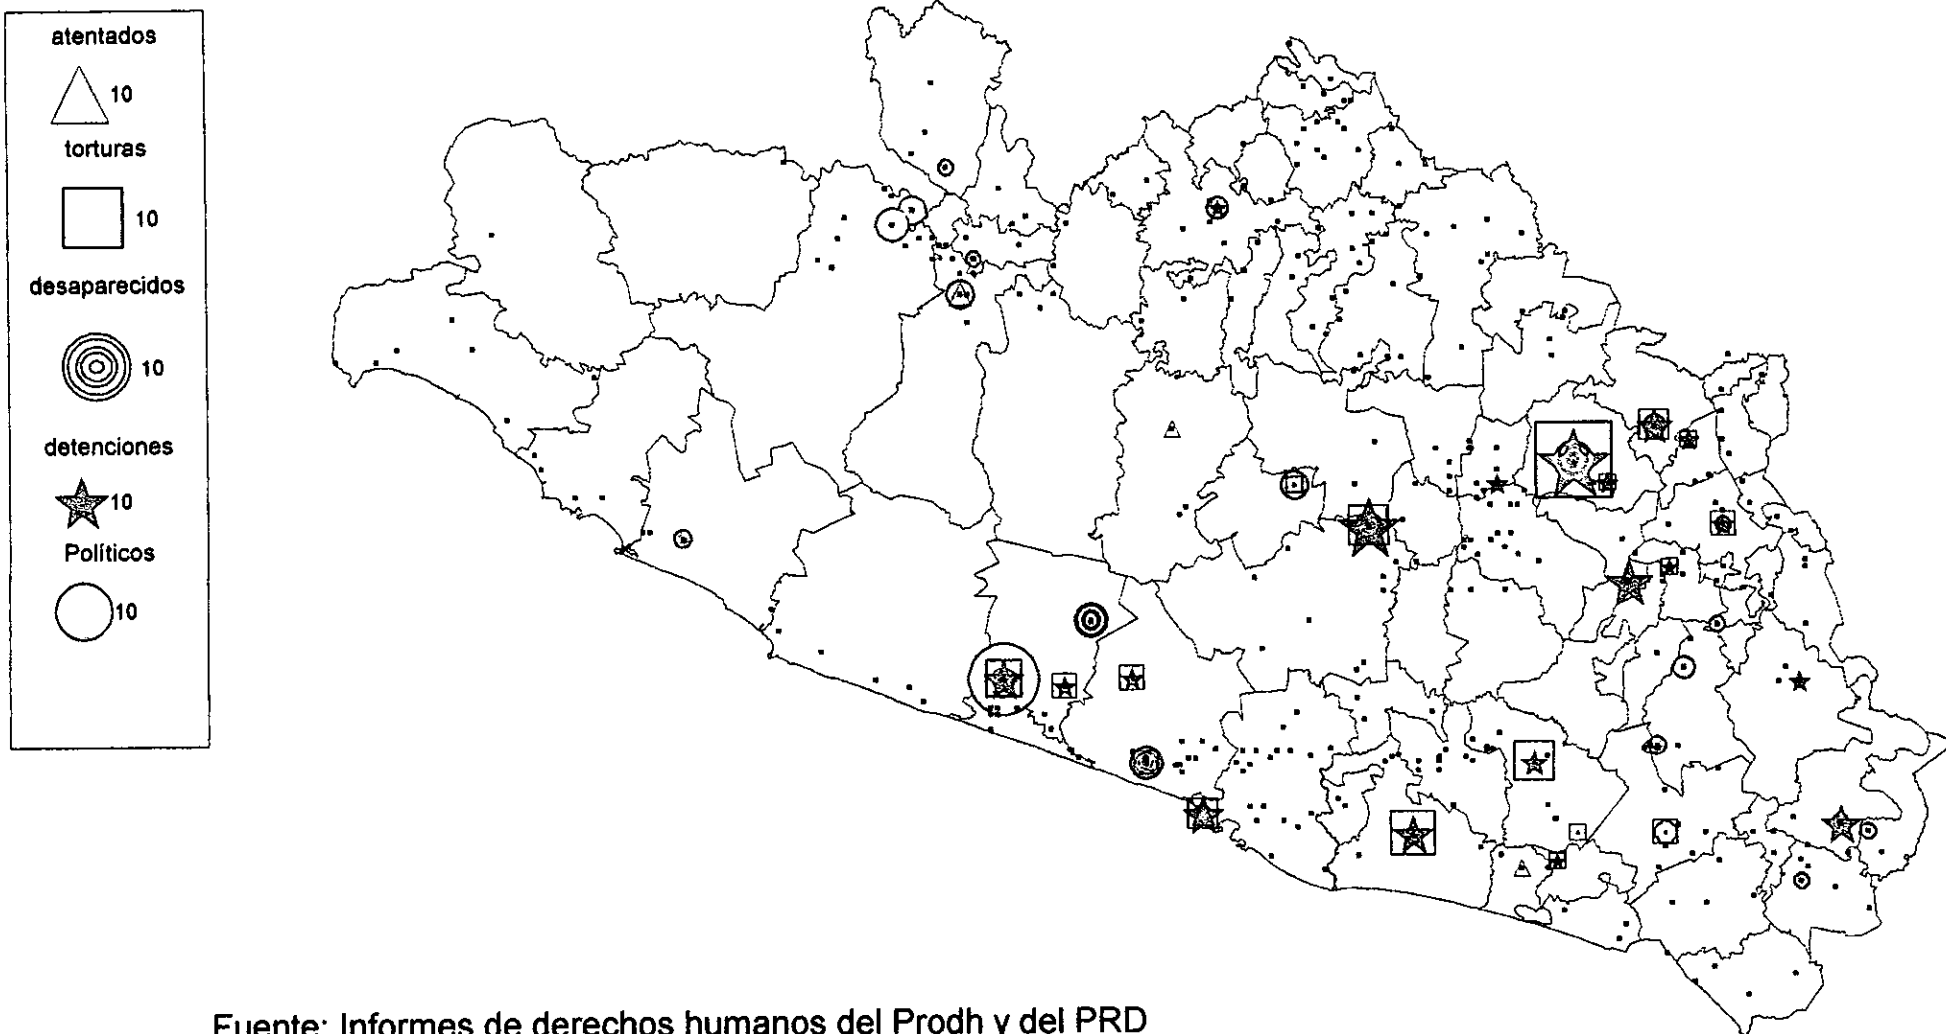 atentados
10
torturas
10
desaparecidos
10
detenciones
10
Políticos
10
Fuente: Informes de derechos humanos del Prodh y del PRD